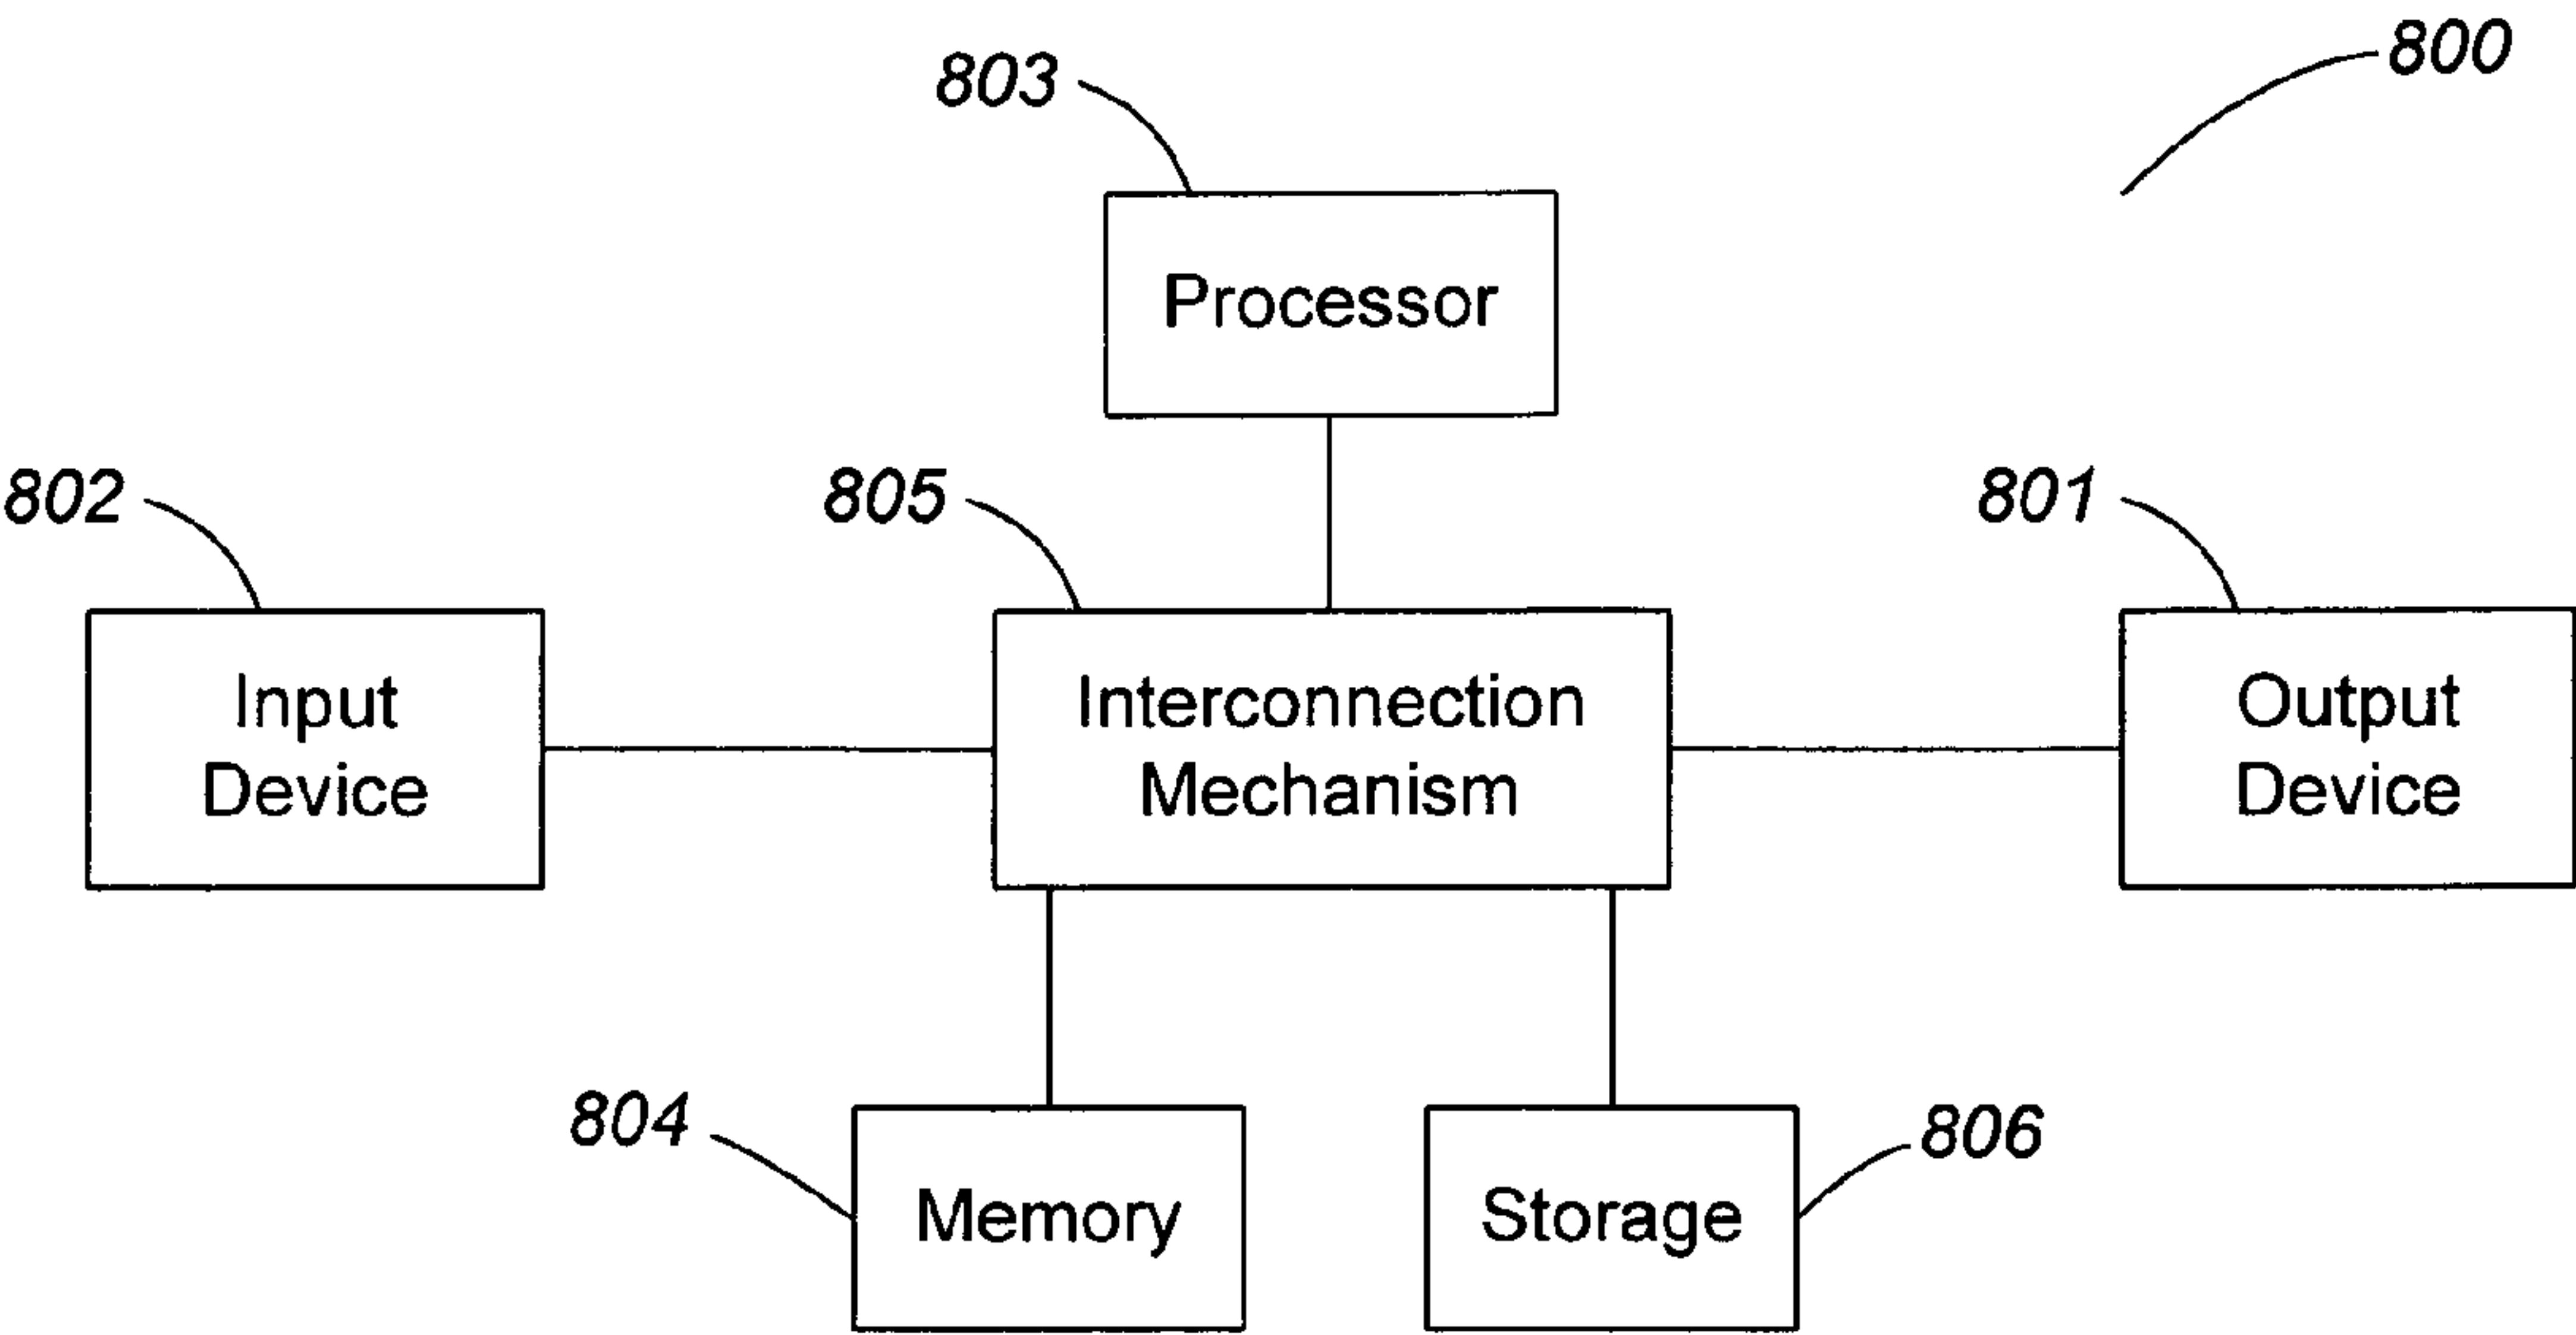 800
803
Processor
802
805
801
Input
Device
Interconnection
Mechanism
Output
Device
804
806
Memory
Storage